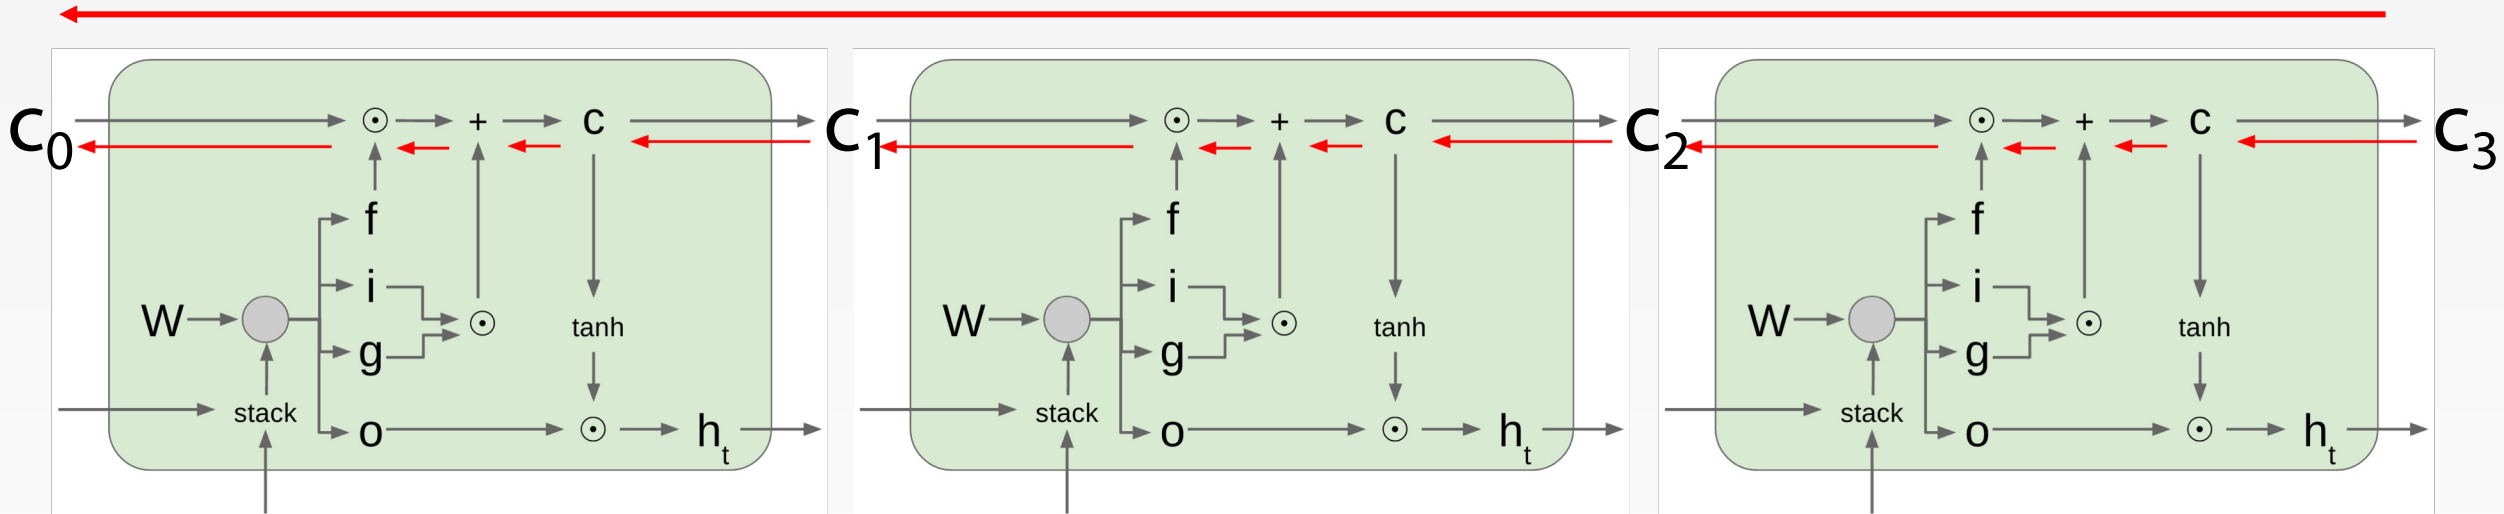 C0 ⊙ + c C1 ⊙ + c C2 ⊙ + c C3
f f f
i i i
W ⊙ tanh W ⊙ tanh W ⊙ tanh
g g g
stack stack stack
o ⊙ ht o ⊙ ht o ⊙ ht